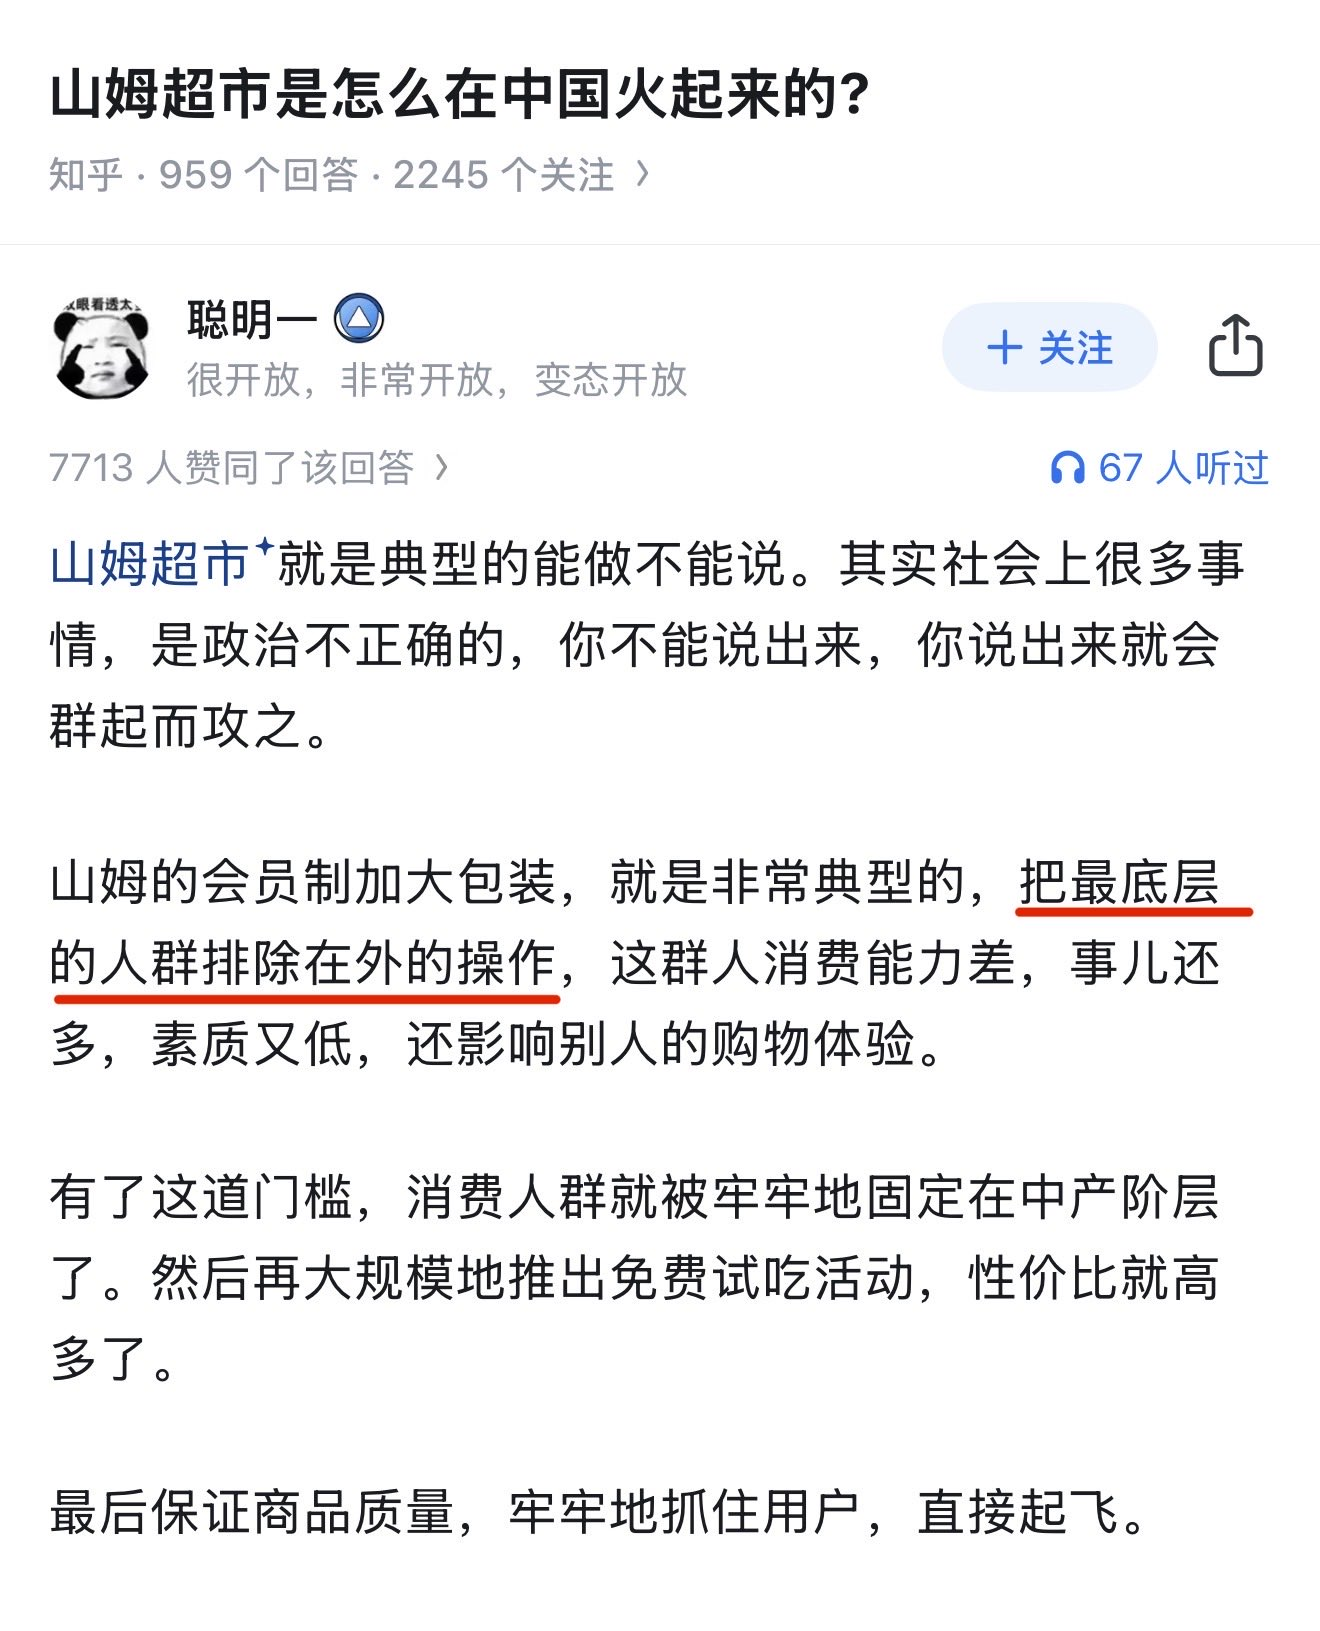 山姆超市是怎么在中国火起来的?
知乎 · 959 个回答 · 2245 个关注 >
双眼看透太
聪明一
很开放，非常开放，变态开放
+ 关注
7713 人赞同了该回答 >
67 人听过
山姆超市就是典型的能做不能说。其实社会上很多事
情，是政治不正确的，你不能说出来，你说出来就会
群起而攻之。
山姆的会员制加大包装，就是非常典型的，把最底层
的人群排除在外的操作，这群人消费能力差，事儿还
多，素质又低，还影响别人的购物体验。
有了这道门槛，消费人群就被牢牢地固定在中产阶层
了。然后再大规模地推出免费试吃活动，性价比就高
多了。
最后保证商品质量，牢牢地抓住用户，直接起飞。